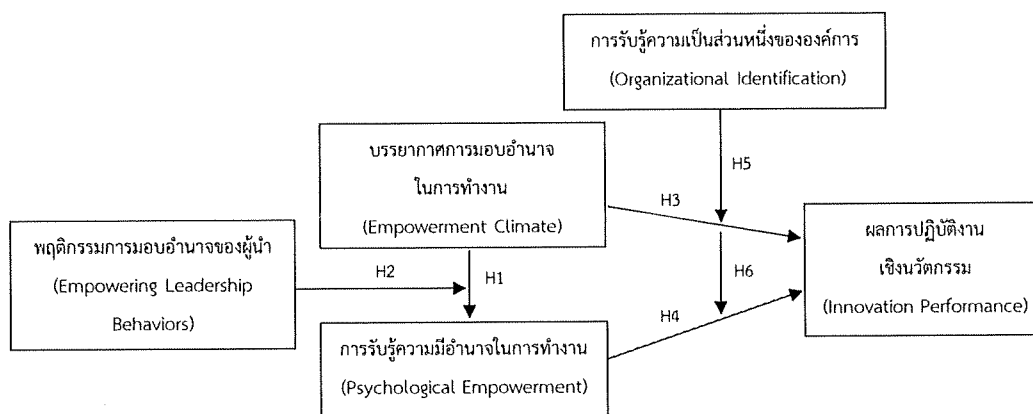 การรับรู้ความเป็นส่วนหนึ่งขององค์การ
(Organizational Identification)
บรรยากาศการมอบอำนาจ
ในการทำงาน
(Empowerment Climate)
H5
H3
พฤติกรรมการมอบอำนาจของผู้นำ
(Empowering Leadership
Behaviors)
H2
H1
ผลการปฏิบัติงาน
เชิงนวัตกรรม
(Innovation Performance)
H6
H4
การรับรู้ความมีอำนาจในการทำงาน
(Psychological Empowerment)